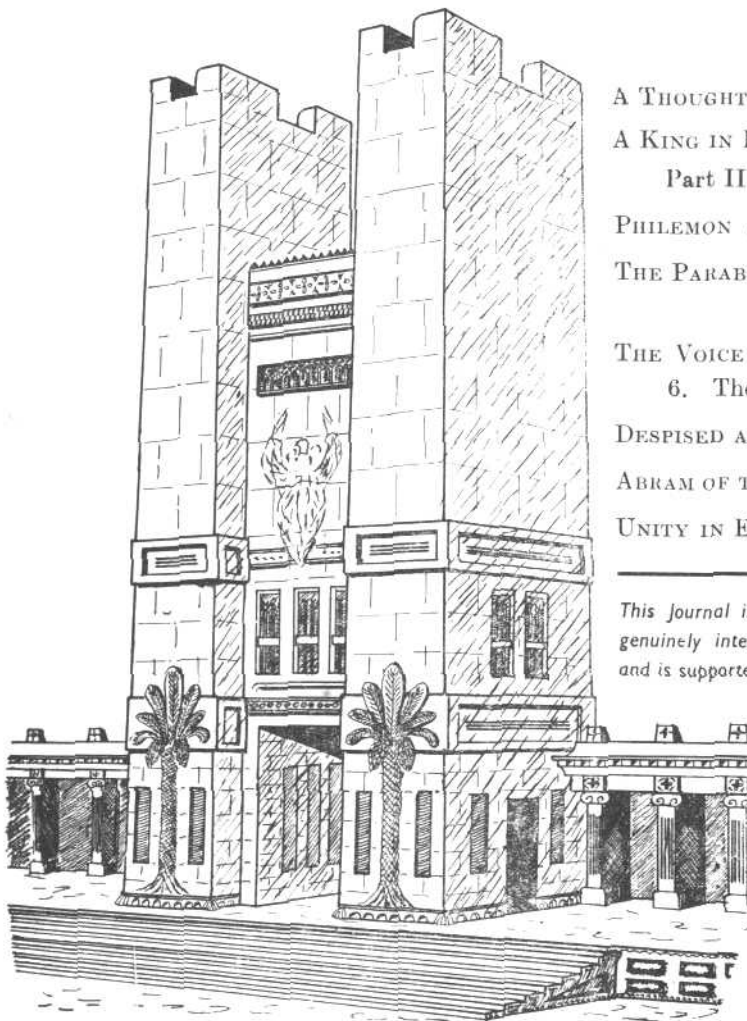 A THOUGHT
A KING IN
Part II
PHILEMON
THE PARAB
THE VOICE
6. The
DESPISED A
ABRAM OF T
UNITY IN E
This Journal i
genuinely inte
and is supporte